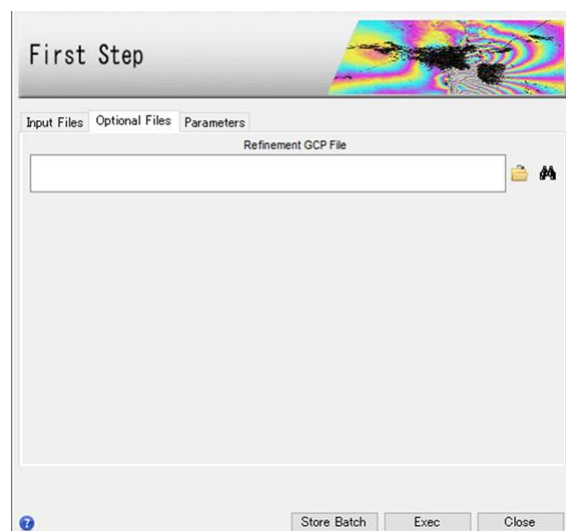 First Step
Input Files Optional Files Parameters
Refinement GCP File
Store Batch Exec Close